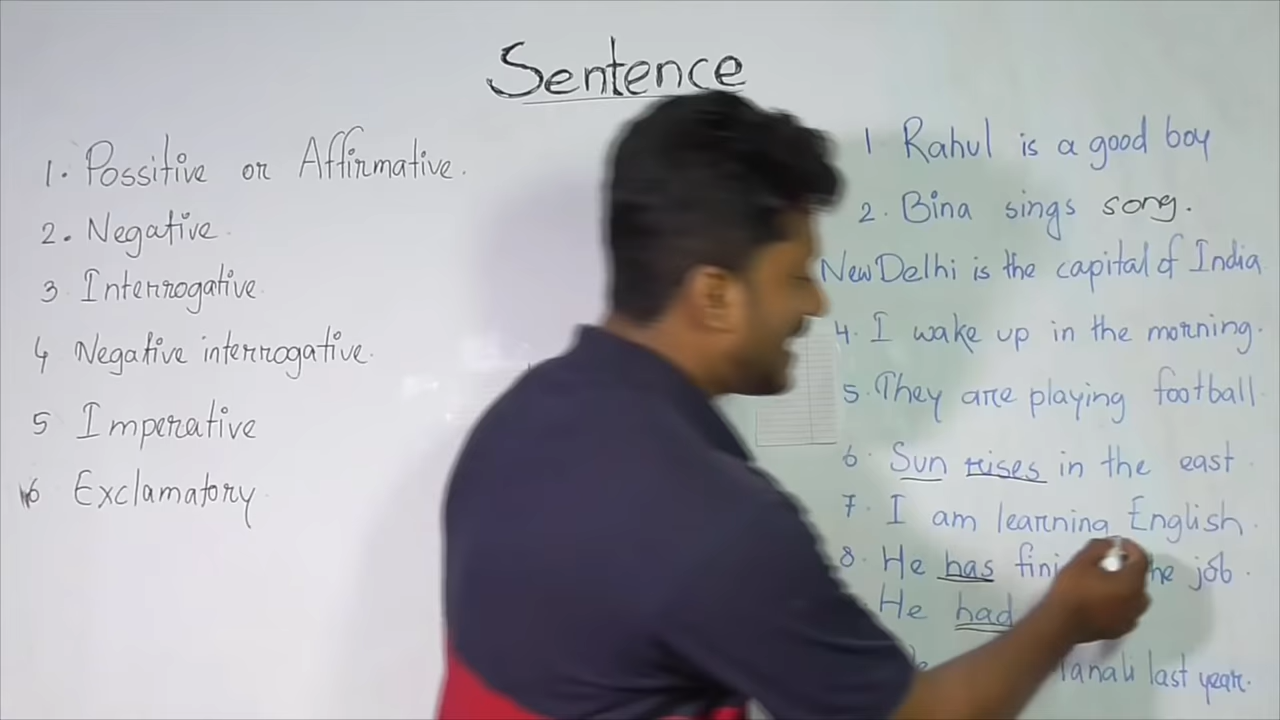 Sentence
1. Possitive or Affirmative.
2. Negative.
3 Interrogative.
4 Negative interrogative.
5 Imperative
6 Exclamatory
1 Rahul is a good boy
2. Bina sings song.
New Delhi is the capital of India
4. I wake up in the morning.
5. They are playing football.
6. Sun rises in the east.
7. I am learning English.
8. He has job.
He had
last year.